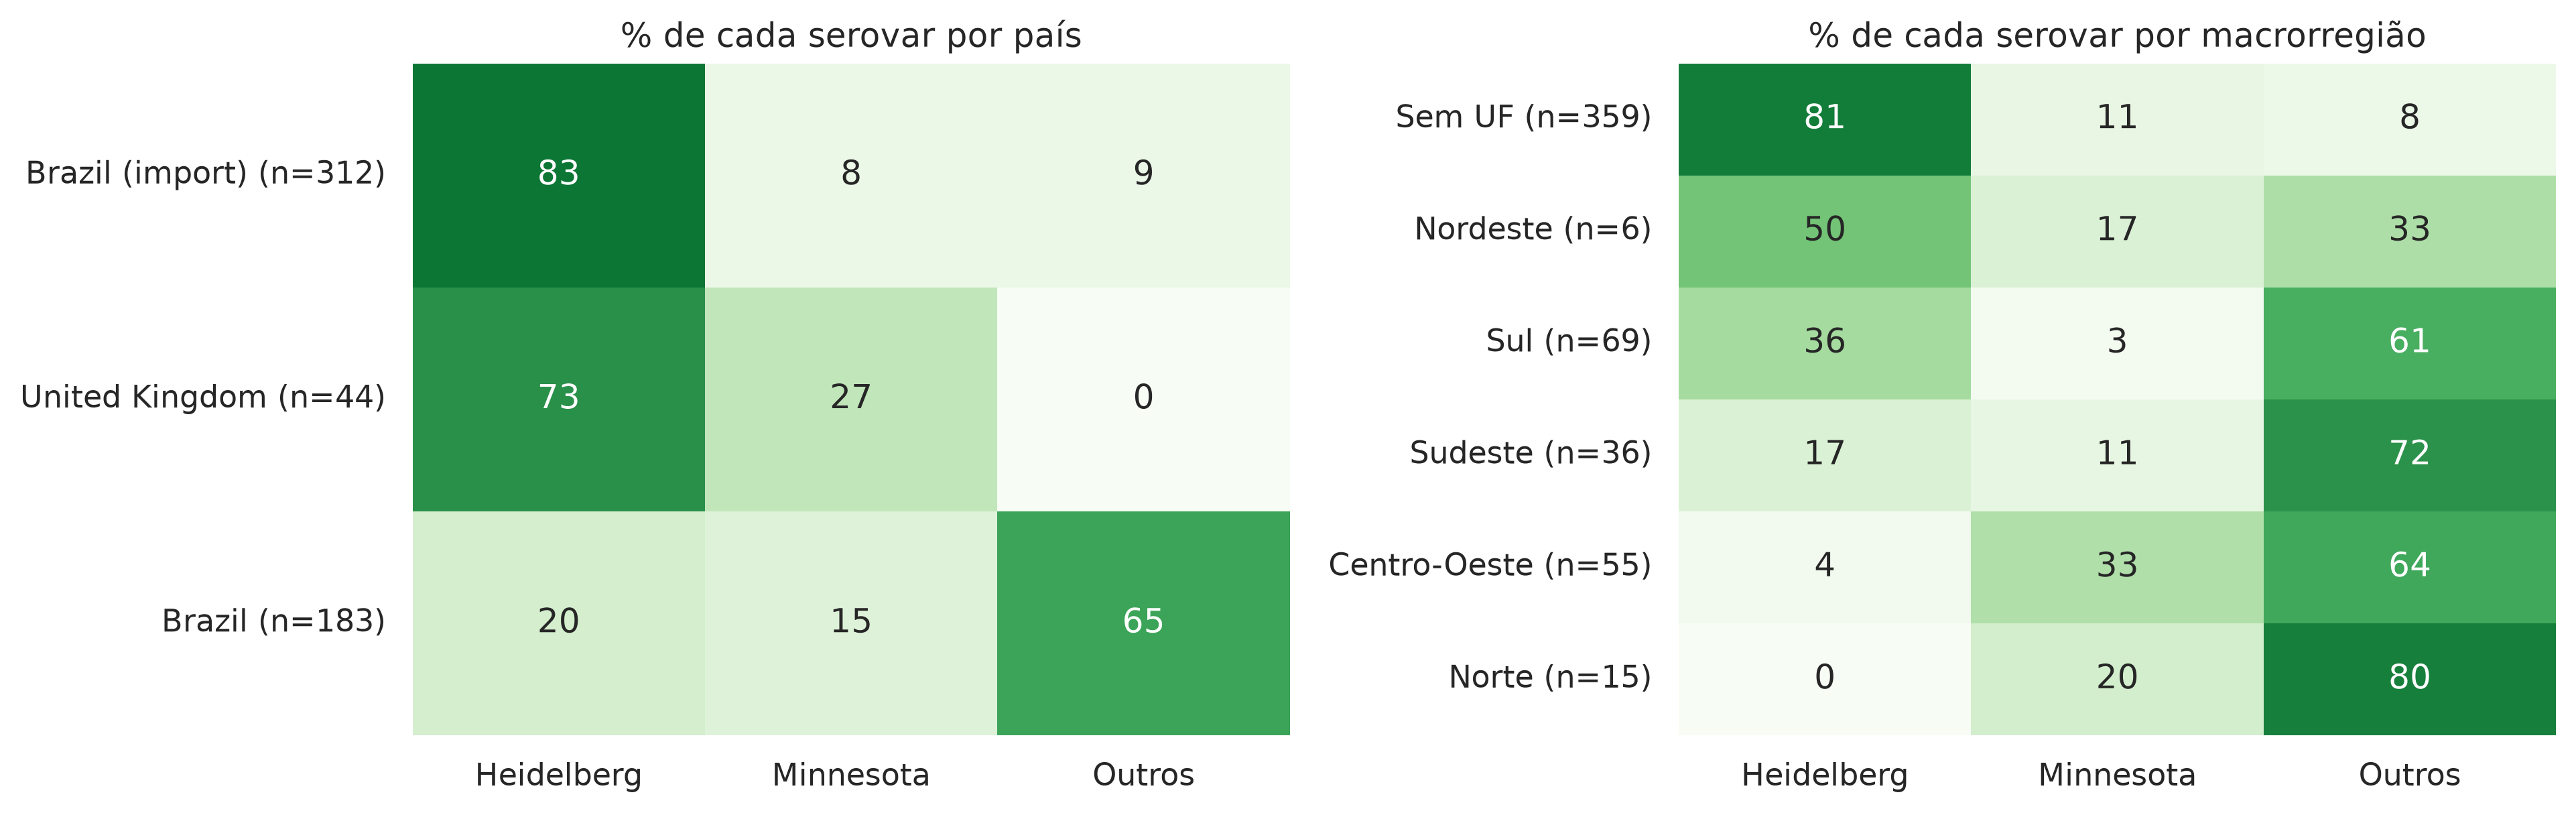 % de cada serovar por país
Brazil (import) (n=312) 83 8 9
United Kingdom (n=44) 73 27 0
Brazil (n=183) 20 15 65
Heidelberg Minnesota Outros
% de cada serovar por macrorregião
Sem UF (n=359) 81 11 8
Nordeste (n=6) 50 17 33
Sul (n=69) 36 3 61
Sudeste (n=36) 17 11 72
Centro-Oeste (n=55) 4 33 64
Norte (n=15) 0 20 80
Heidelberg Minnesota Outros